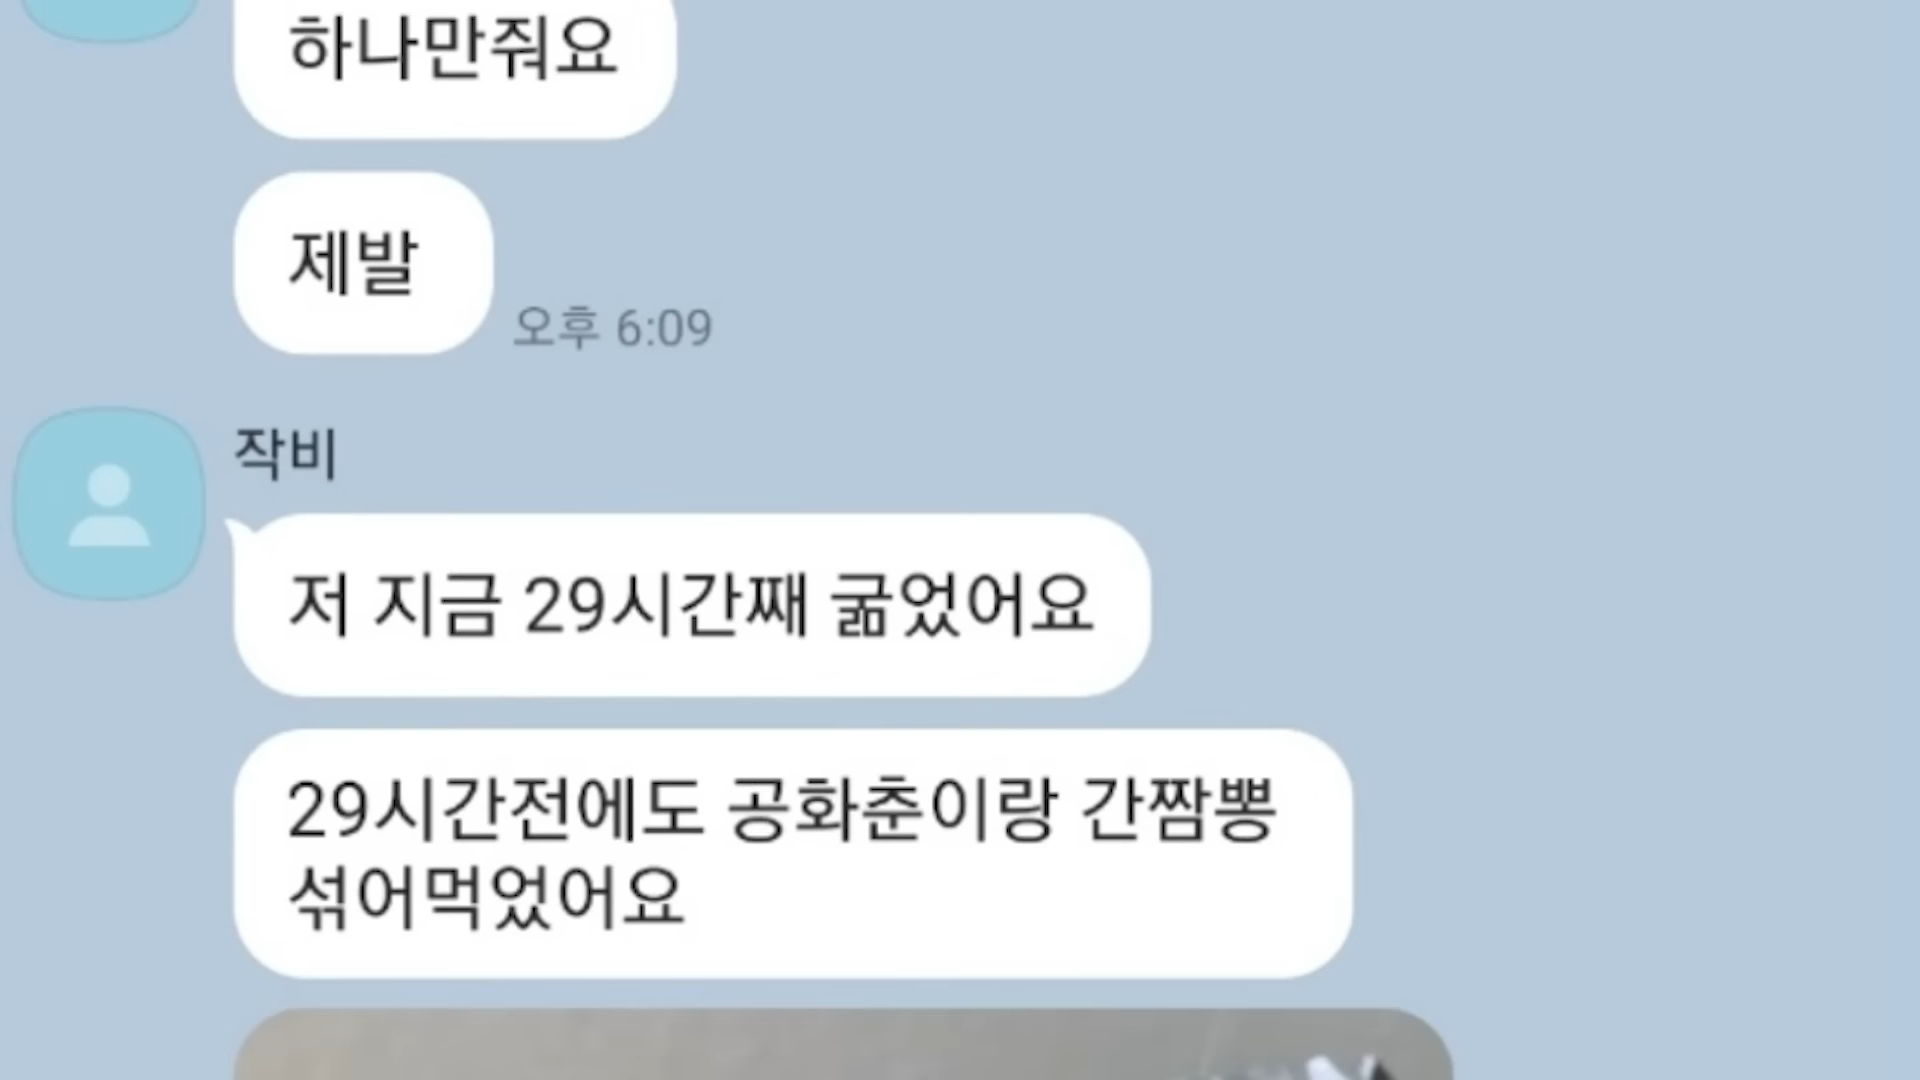 하나만줘요
제발
오후 6:09
작비
저 지금 29시간째 굶었어요
29시간전에도 공화춘이랑 간짬뽕
섞어먹었어요